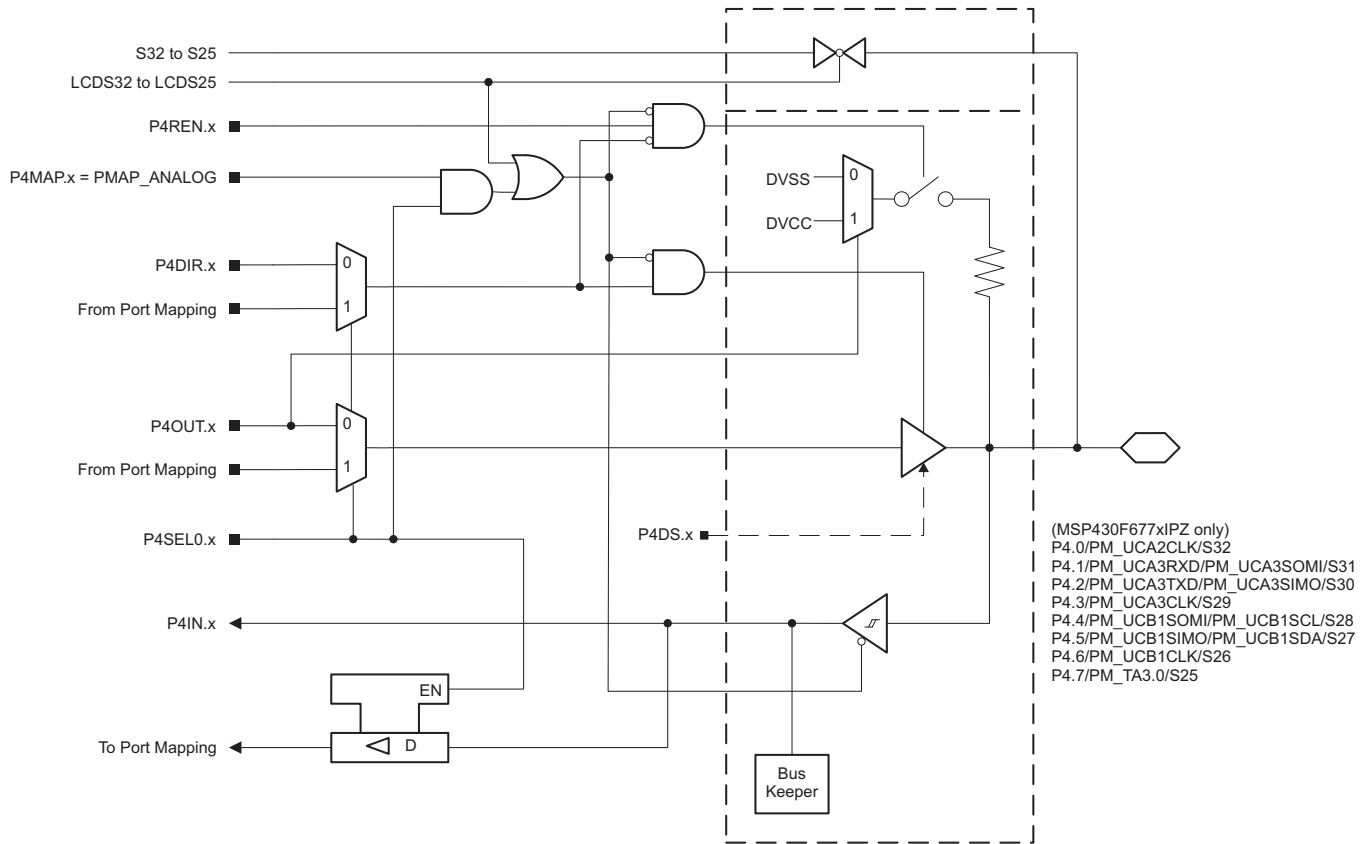 S32 to S25
LCDS32 to LCDS25
P4REN.x
P4MAP.x = PMAP_ANALOG
DVSS
0
DVCC
1
P4DIR.x
0
From Port Mapping
1
P4OUT.x
0
From Port Mapping
1
P4SEL0.x
P4DS.x
(MSP430F677xIPZ only)
P4.0/PM_UCA2CLK/S32
P4.1/PM_UCA3RXD/PM_UCA3SOMI/S31
P4.2/PM_UCA3TXD/PM_UCA3SIMO/S30
P4.3/PM_UCA3CLK/S29
P4.4/PM_UCB1SOMI/PM_UCB1SCL/S28
P4.5/PM_UCB1SIMO/PM_UCB1SDA/S27
P4.6/PM_UCB1CLK/S26
P4.7/PM_TA3.0/S25
P4IN.x
EN
To Port Mapping
D
Bus
Keeper